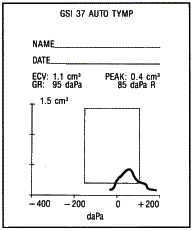 GSI 37 AUTO TYMP
NAME
DATE
ECV: 1.1 cm³ PEAK: 0.4 cm³
GR: 95 daPa 85 daPa R
1.5 cm³
-400 -200 0 +200
daPa